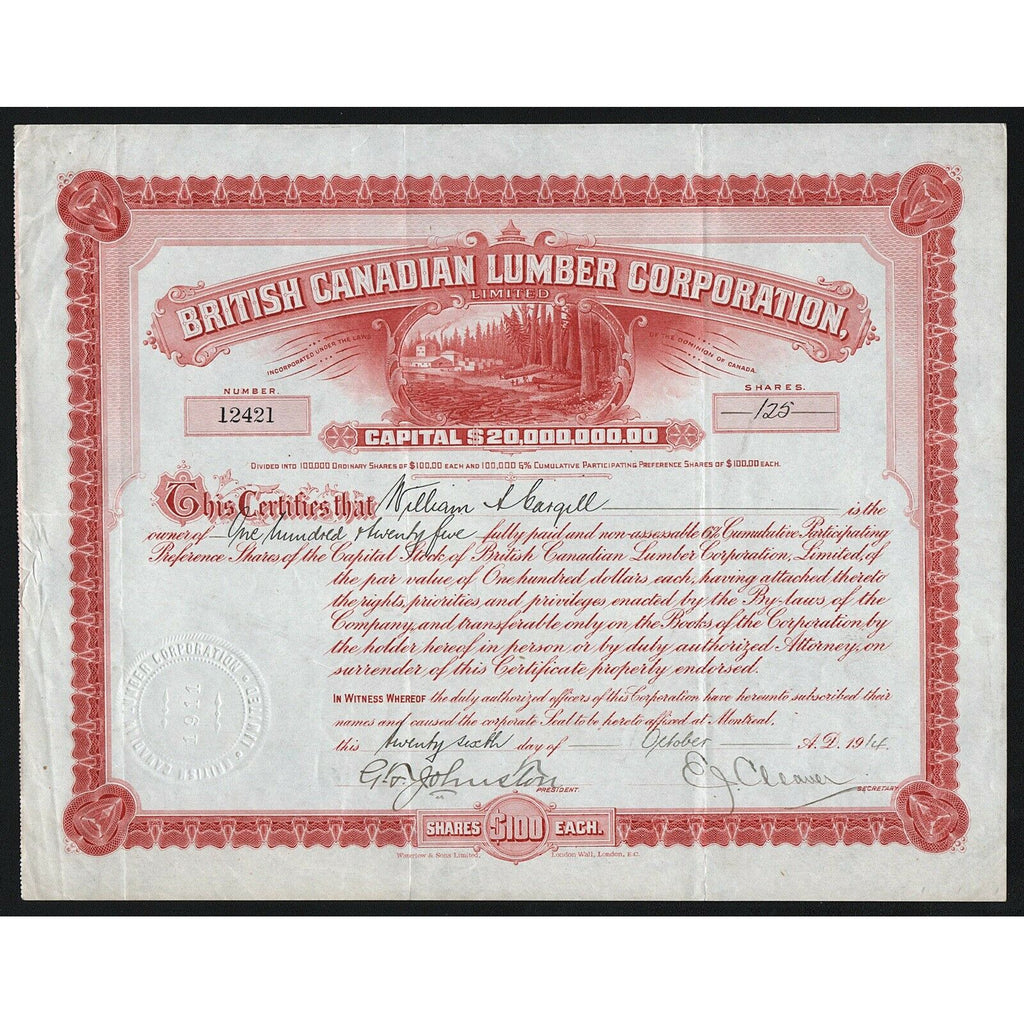 BRITISH CANADIAN LUMBER CORPORATION,
LIMITED
INCORPORATED UNDER THE LAWS OF THE DOMINION OF CANADA.
NUMBER.
12421
SHARES.
125
CAPITAL $20,000,000.00
DIVIDED INTO 100,000 ORDINARY SHARES OF $100.00 EACH AND 100,000 6% CUMULATIVE PARTICIPATING PREFERENCE SHARES OF $100.00 EACH.
This Certifies that William A Cargill is the
owner of One hundred & twenty five fully paid and non-assessable 6% Cumulative Participating
Preference Shares of the Capital Stock of British Canadian Lumber Corporation, Limited, of
the par value of One hundred dollars each, having attached thereto
the rights, priorities and privileges enacted by the By-laws of the
Company and transferable only on the Books of the Corporation by
the holder hereof in person or by duly authorized Attorney, on
surrender of this Certificate properly endorsed.
IN WITNESS WHEREOF the duly authorized officers of this Corporation have hereunto subscribed their
names and caused the corporate Seal to be hereto affixed at Montreal,
this twenty sixth day of October A.D. 1914.
G.F. Johnston
PRESIDENT.
E.J. Cleaver
SECRETARY
BRITISH CANADIAN LUMBER CORPORATION · LIMITED ·
1911
SHARES $100 EACH.
Waterlow & Sons Limited, London Wall, London, E.C.